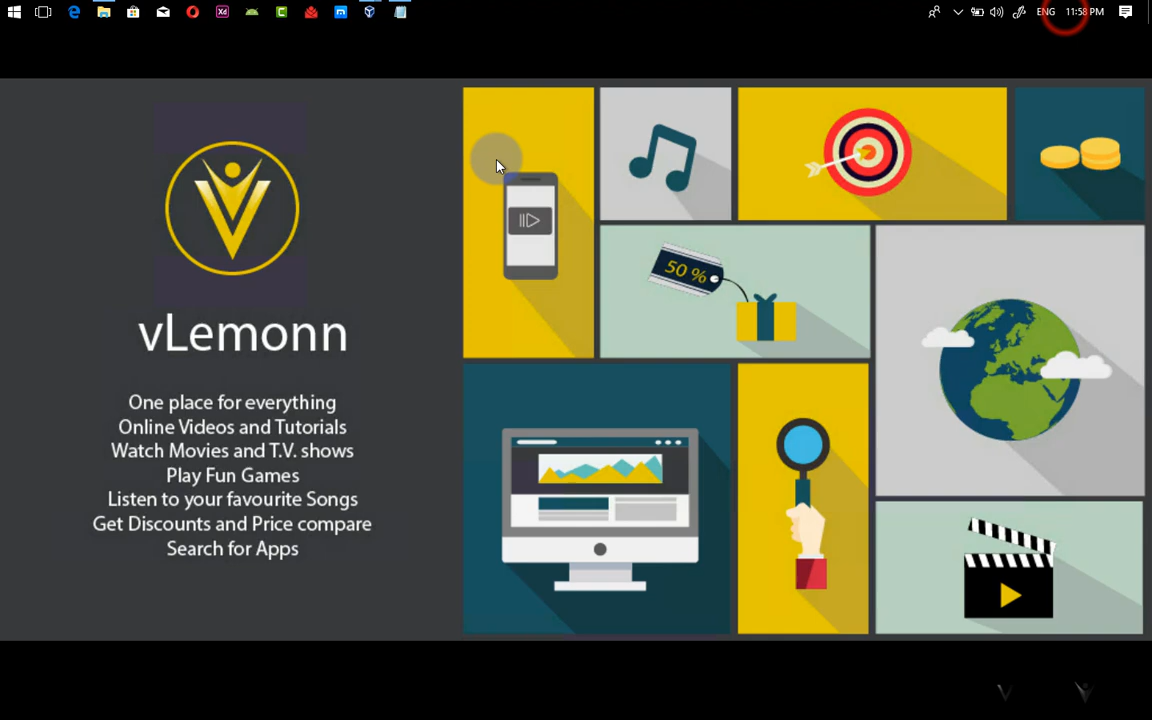 Xd
ENG
11:58 PM
50 %
vLemonn
One place for everything
Online Videos and Tutorials
Watch Movies and T.V. shows
Play Fun Games
Listen to your favourite Songs
Get Discounts and Price compare
Search for Apps